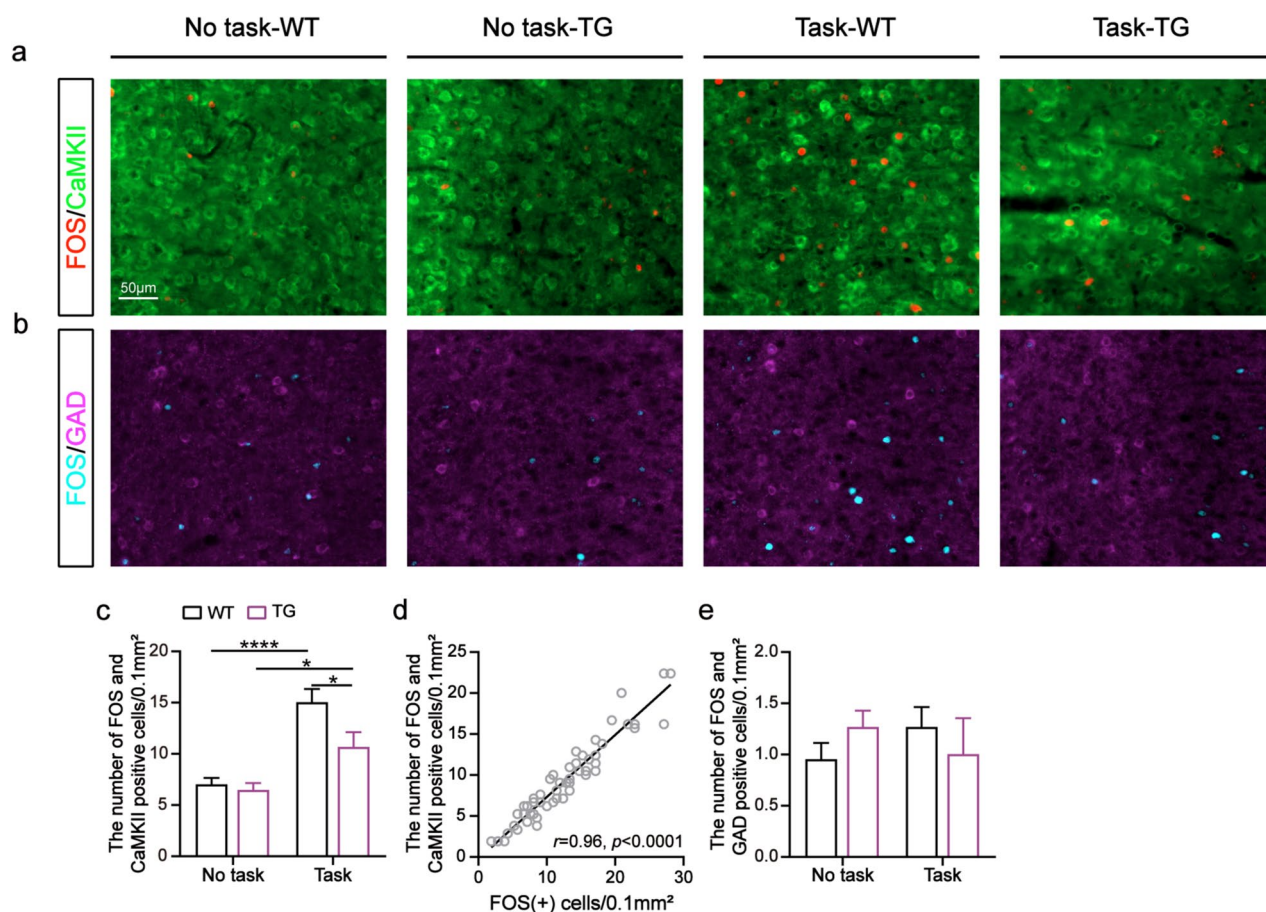 No task-WT
No task-TG
Task-WT
Task-TG
a
FOS/CaMKII
50μm
b
FOS/GAD
c
WT
TG
The number of FOS and
CaMKII positive cells/0.1mm²
20
15
10
5
0
****
*
*
No task
Task
d
The number of FOS and
CaMKII positive cells/0.1mm²
25
20
15
10
5
0
r=0.96, p<0.0001
0
10
20
30
FOS(+) cells/0.1mm²
e
The number of FOS and
GAD positive cells/0.1mm²
2.0
1.5
1.0
0.5
0.0
No task
Task